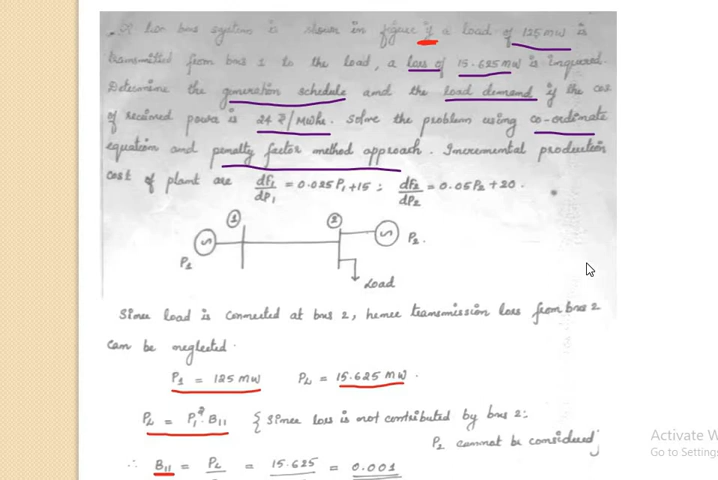 A two bus system is shown in figure if a load of 125 mw is
transmitted from bus 1 to the load, a loss of 15.625 mw is Incurred.
Determine the generation schedule and the load demand if the cost
of received power is 24 ₹/Mwhr. Solve the problem using co-ordinate
equation and penalty factor method approach. Incremental production
cost of plant are dF1/dP1 = 0.025P1+15 ; dF2/dP2 = 0.05P2+20.
1 2
P1 P2.
Load
Since load is connected at bus 2, hence transmission loss from bus 2
can be neglected.
P1 = 125 MW PL = 15.625 MW.
PL = P1² B11 { Since loss is not contributed by bus 2;
P2 cannot be considered }
∴ B11 = PL = 15.625 = 0.001
Activate W
Go to Settings